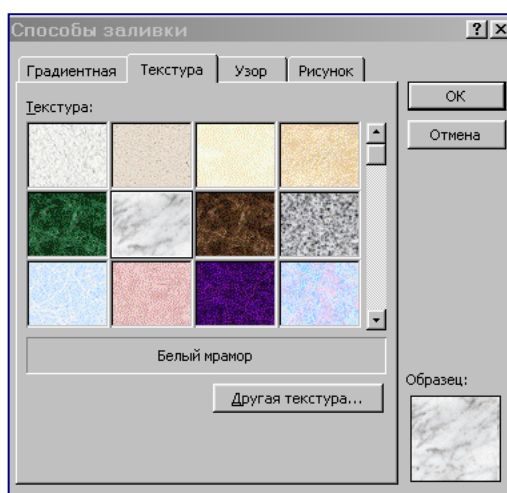 Способы заливки
Градиентная Текстура Узор Рисунок
Текстура:
ОК
Отмена
Белый мрамор
Другая текстура...
Образец: